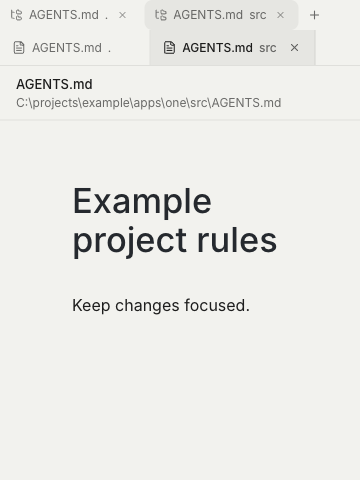 AGENTS.md .
AGENTS.md src
AGENTS.md .
AGENTS.md src
AGENTS.md
C:\projects\example\apps\one\src\AGENTS.md
Example
project rules
Keep changes focused.